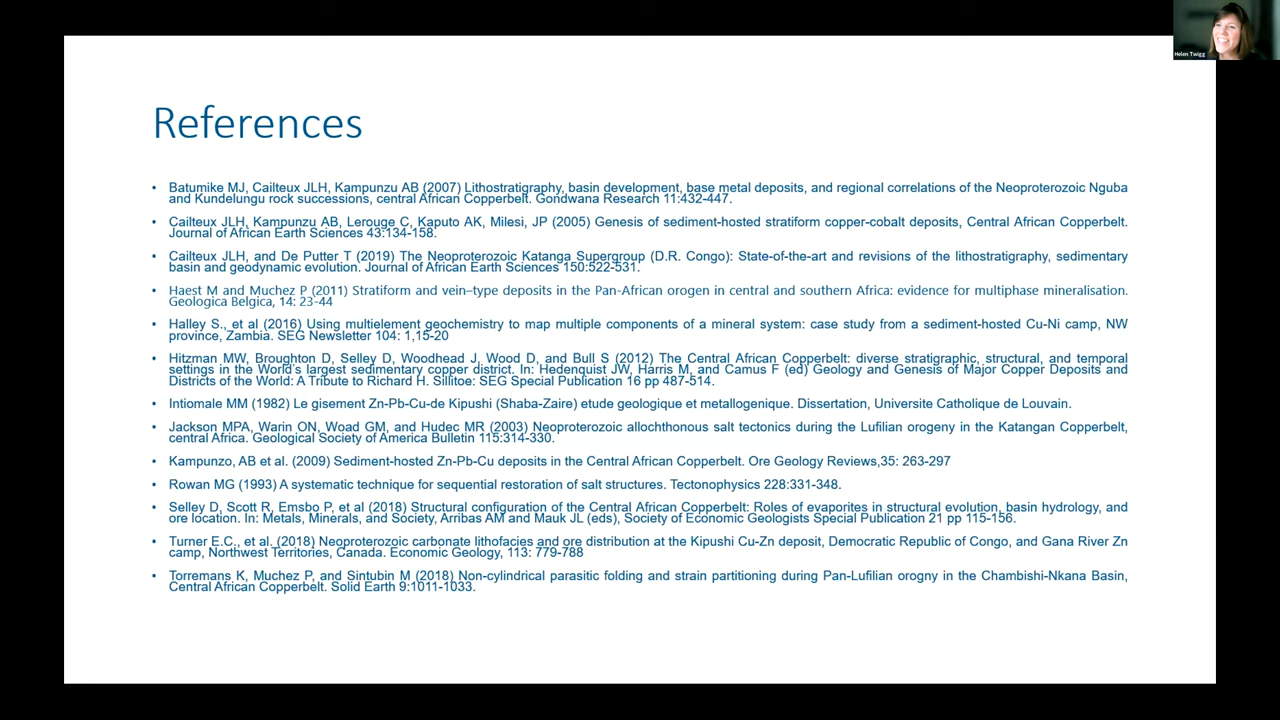 Helen Twigg
References
• Batumike MJ, Cailteux JLH, Kampunzu AB (2007) Lithostratigraphy, basin development, base metal deposits, and regional correlations of the Neoproterozoic Nguba
and Kundelungu rock successions, central African Copperbelt. Gondwana Research 11:432-447.
• Cailteux JLH, Kampunzu AB, Lerouge C, Kaputo AK, Milesi, JP (2005) Genesis of sediment-hosted stratiform copper-cobalt deposits, Central African Copperbelt.
Journal of African Earth Sciences 43:134-158.
• Cailteux JLH, and De Putter T (2019) The Neoproterozoic Katanga Supergroup (D.R. Congo): State-of-the-art and revisions of the lithostratigraphy, sedimentary
basin and geodynamic evolution. Journal of African Earth Sciences 150:522-531.
• Haest M and Muchez P (2011) Stratiform and vein–type deposits in the Pan-African orogen in central and southern Africa: evidence for multiphase mineralisation.
Geologica Belgica, 14: 23-44
• Halley S., et al (2016) Using multielement geochemistry to map multiple components of a mineral system: case study from a sediment-hosted Cu-Ni camp, NW
province, Zambia. SEG Newsletter 104: 1,15-20
• Hitzman MW, Broughton D, Selley D, Woodhead J, Wood D, and Bull S (2012) The Central African Copperbelt: diverse stratigraphic, structural, and temporal
settings in the World's largest sedimentary copper district. In: Hedenquist JW, Harris M, and Camus F (ed) Geology and Genesis of Major Copper Deposits and
Districts of the World: A Tribute to Richard H. Sillitoe: SEG Special Publication 16 pp 487-514.
• Intiomale MM (1982) Le gisement Zn-Pb-Cu-de Kipushi (Shaba-Zaire) etude geologique et metallogenique. Dissertation, Universite Catholique de Louvain.
• Jackson MPA, Warin ON, Woad GM, and Hudec MR (2003) Neoproterozoic allochthonous salt tectonics during the Lufilian orogeny in the Katangan Copperbelt,
central Africa. Geological Society of America Bulletin 115:314-330.
• Kampunzo, AB et al. (2009) Sediment-hosted Zn-Pb-Cu deposits in the Central African Copperbelt. Ore Geology Reviews,35: 263-297
• Rowan MG (1993) A systematic technique for sequential restoration of salt structures. Tectonophysics 228:331-348.
• Selley D, Scott R, Emsbo P, et al (2018) Structural configuration of the Central African Copperbelt: Roles of evaporites in structural evolution, basin hydrology, and
ore location. In: Metals, Minerals, and Society, Arribas AM and Mauk JL (eds), Society of Economic Geologists Special Publication 21 pp 115-156.
• Turner E.C., et al. (2018) Neoproterozoic carbonate lithofacies and ore distribution at the Kipushi Cu-Zn deposit, Democratic Republic of Congo, and Gana River Zn
camp, Northwest Territories, Canada. Economic Geology, 113: 779-788
• Torremans K, Muchez P, and Sintubin M (2018) Non-cylindrical parasitic folding and strain partitioning during Pan-Lufilian orogny in the Chambishi-Nkana Basin,
Central African Copperbelt. Solid Earth 9:1011-1033.